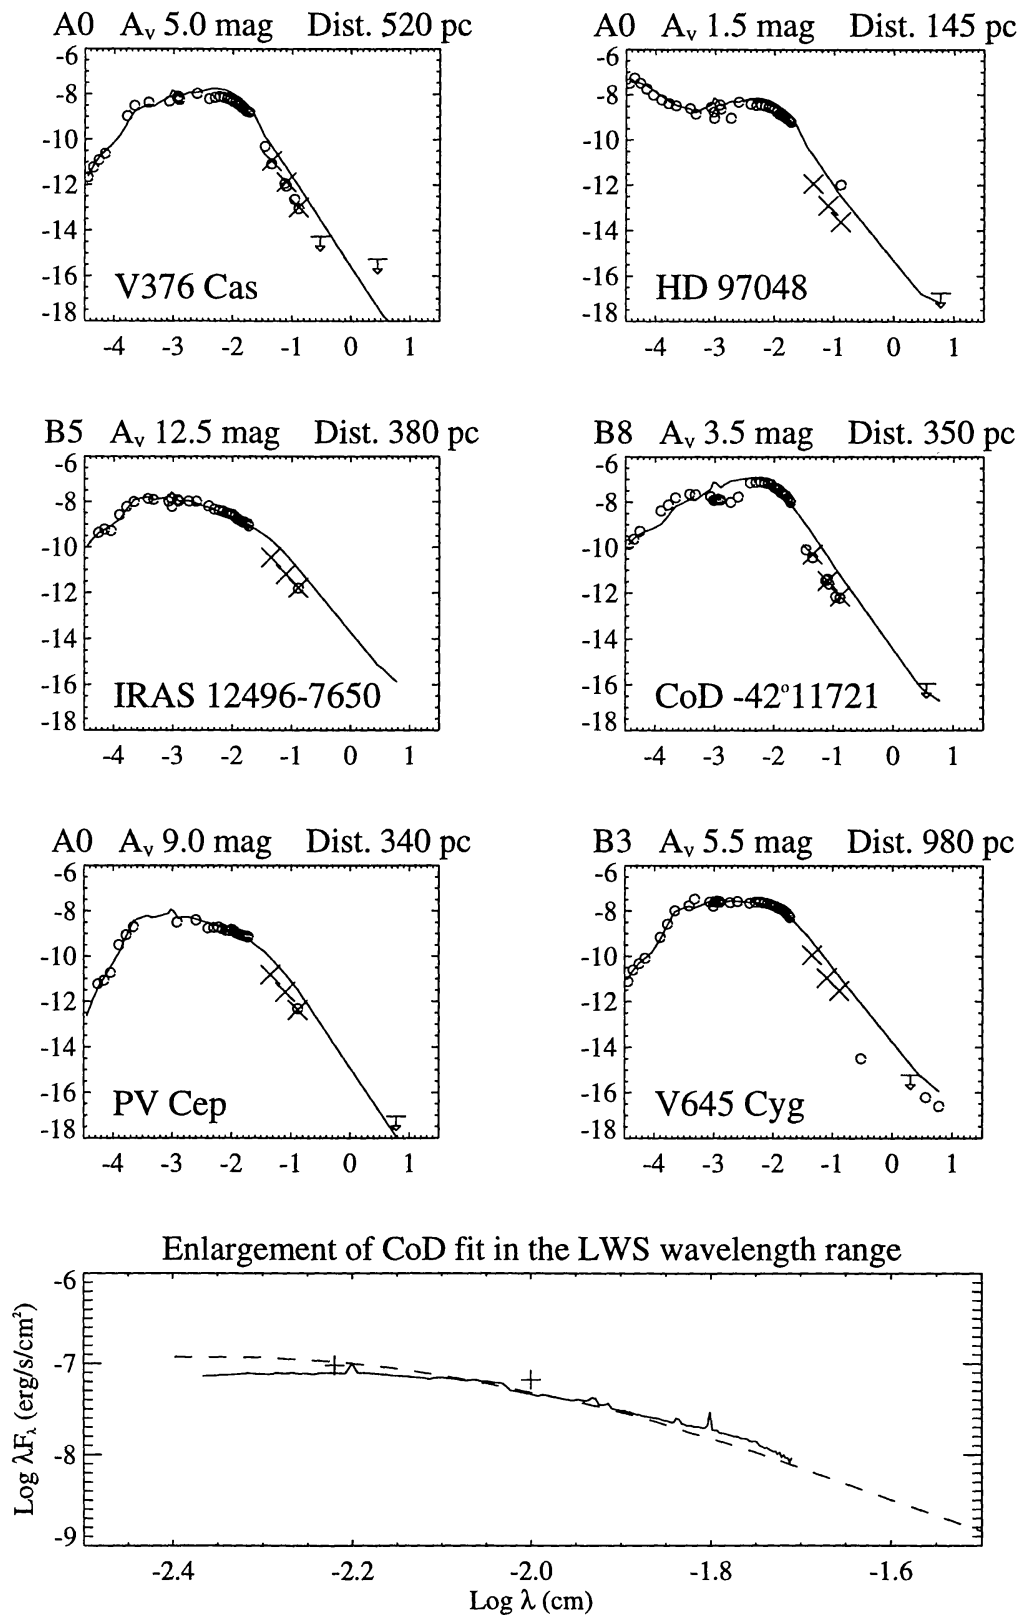 A0 Av 5.0 mag Dist. 520 pc
A0 Av 1.5 mag Dist. 145 pc
-6
-8
-10
-12
-14
-16
-18
V376 Cas
-4 -3 -2 -1 0 1
-6
-8
-10
-12
-14
-16
-18
HD 97048
-4 -3 -2 -1 0 1
B5 Av 12.5 mag Dist. 380 pc
B8 Av 3.5 mag Dist. 350 pc
-6
-8
-10
-12
-14
-16
-18
IRAS 12496-7650
-4 -3 -2 -1 0 1
-6
-8
-10
-12
-14
-16
-18
CoD -42°11721
-4 -3 -2 -1 0 1
A0 Av 9.0 mag Dist. 340 pc
B3 Av 5.5 mag Dist. 980 pc
-6
-8
-10
-12
-14
-16
-18
PV Cep
-4 -3 -2 -1 0 1
-6
-8
-10
-12
-14
-16
-18
V645 Cyg
-4 -3 -2 -1 0 1
Enlargement of CoD fit in the LWS wavelength range
Log λFλ (erg/s/cm²)
-6
-7
-8
-9
-2.4 -2.2 -2.0 -1.8 -1.6
Log λ (cm)